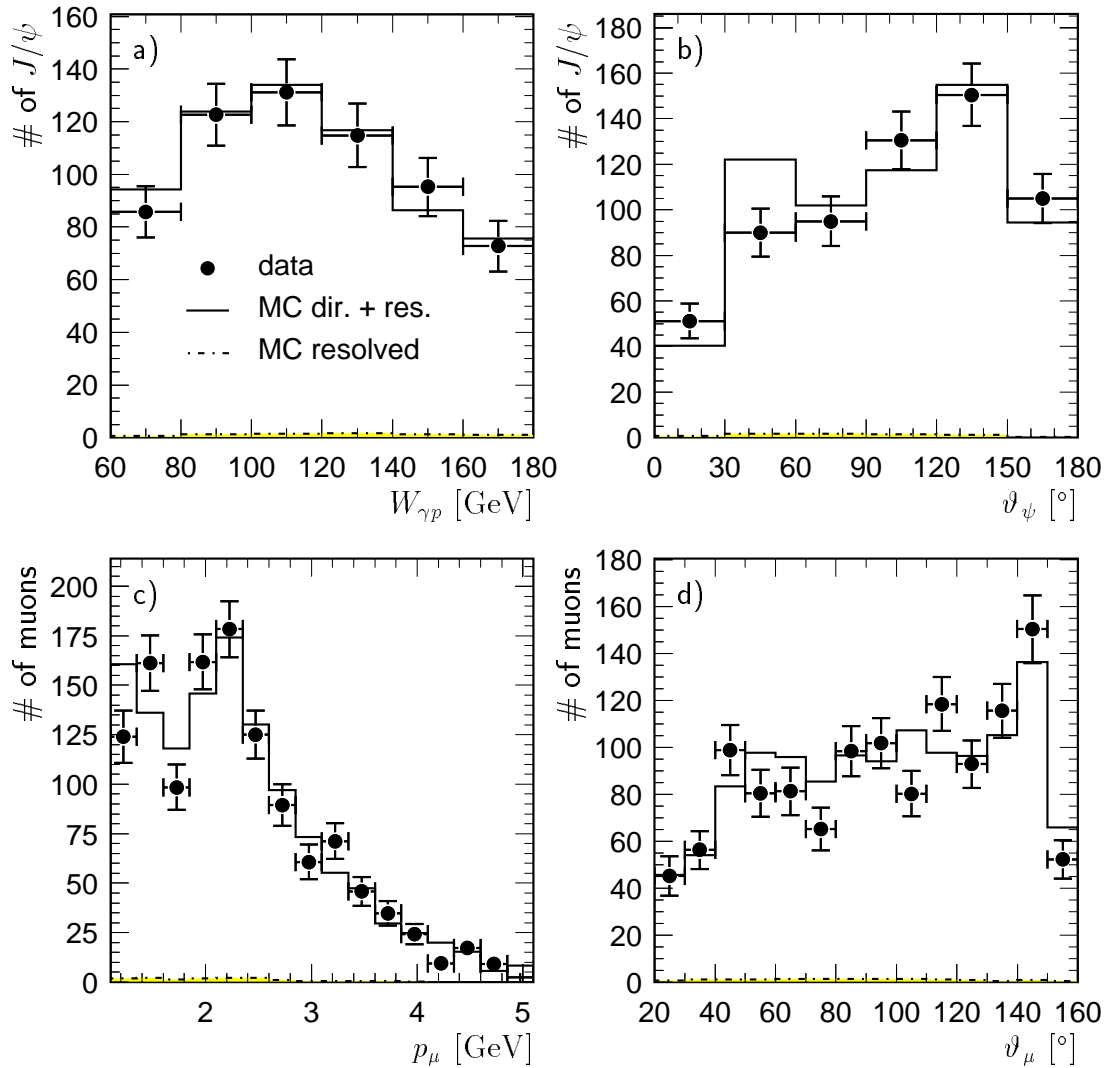 a)
# of J/ψ
160
140
120
100
80
60
40
20
0
data
MC dir. + res.
MC resolved
60 80 100 120 140 160 180
W_γp [GeV]
b)
# of J/ψ
180
160
140
120
100
80
60
40
20
0
0 30 60 90 120 150 180
ϑ_ψ [°]
c)
# of muons
200
175
150
125
100
75
50
25
0
2 3 4 5
p_μ [GeV]
d)
# of muons
180
160
140
120
100
80
60
40
20
0
20 40 60 80 100 120 140 160
ϑ_μ [°]